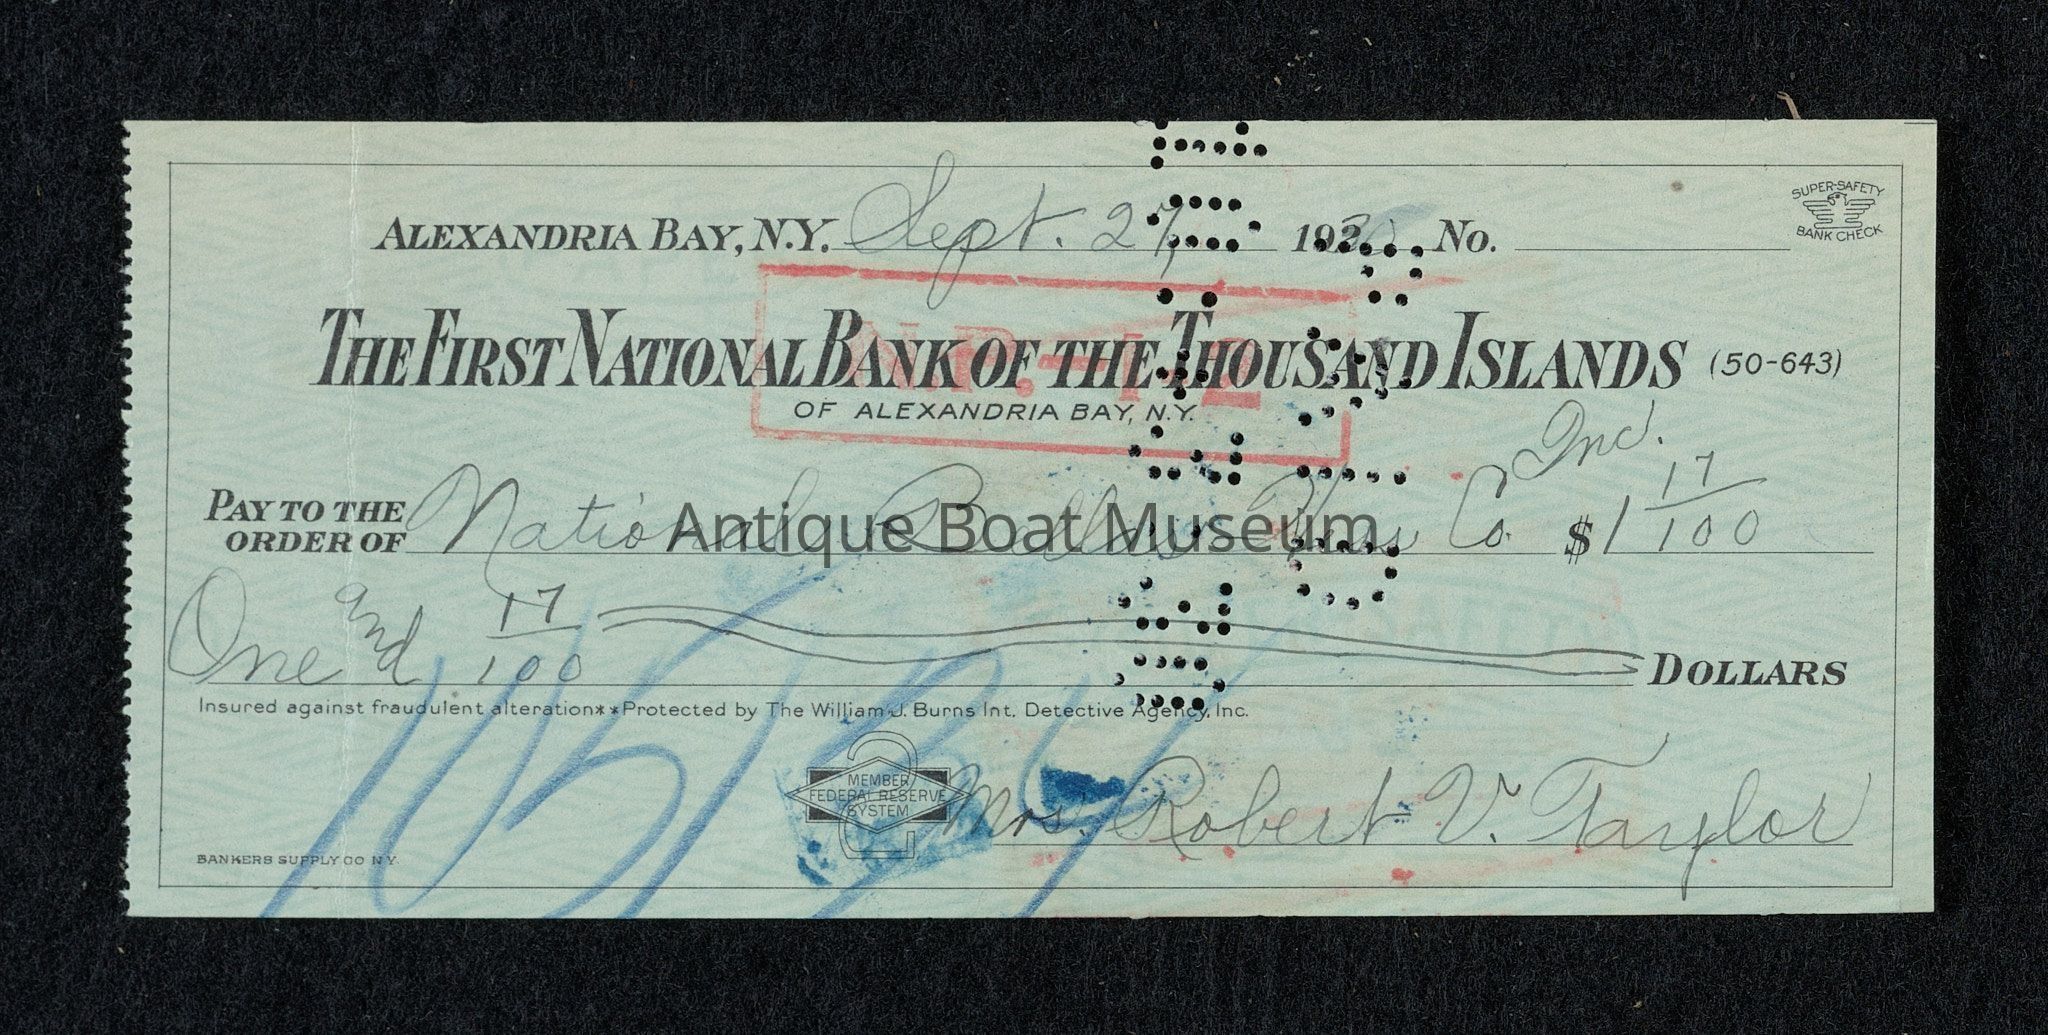 SUPER-SAFETY
BANK CHECK
ALEXANDRIA BAY, N.Y. Sept. 27, 193 No.
THE FIRST NATIONAL BANK OF THE THOUSAND ISLANDS (50-643)
OF ALEXANDRIA BAY, N.Y.
Inc.
PAY TO THE
ORDER OF National Bellas Hess Co. $1 17/100
Antique Boat Museum
One and 17/100 DOLLARS
Insured against fraudulent alteration**Protected by The William J. Burns Int. Detective Agency, Inc.
MEMBER
FEDERAL RESERVE
SYSTEM
Mrs. Robert V. Taylor
BANKERS SUPPLY CO N.Y.